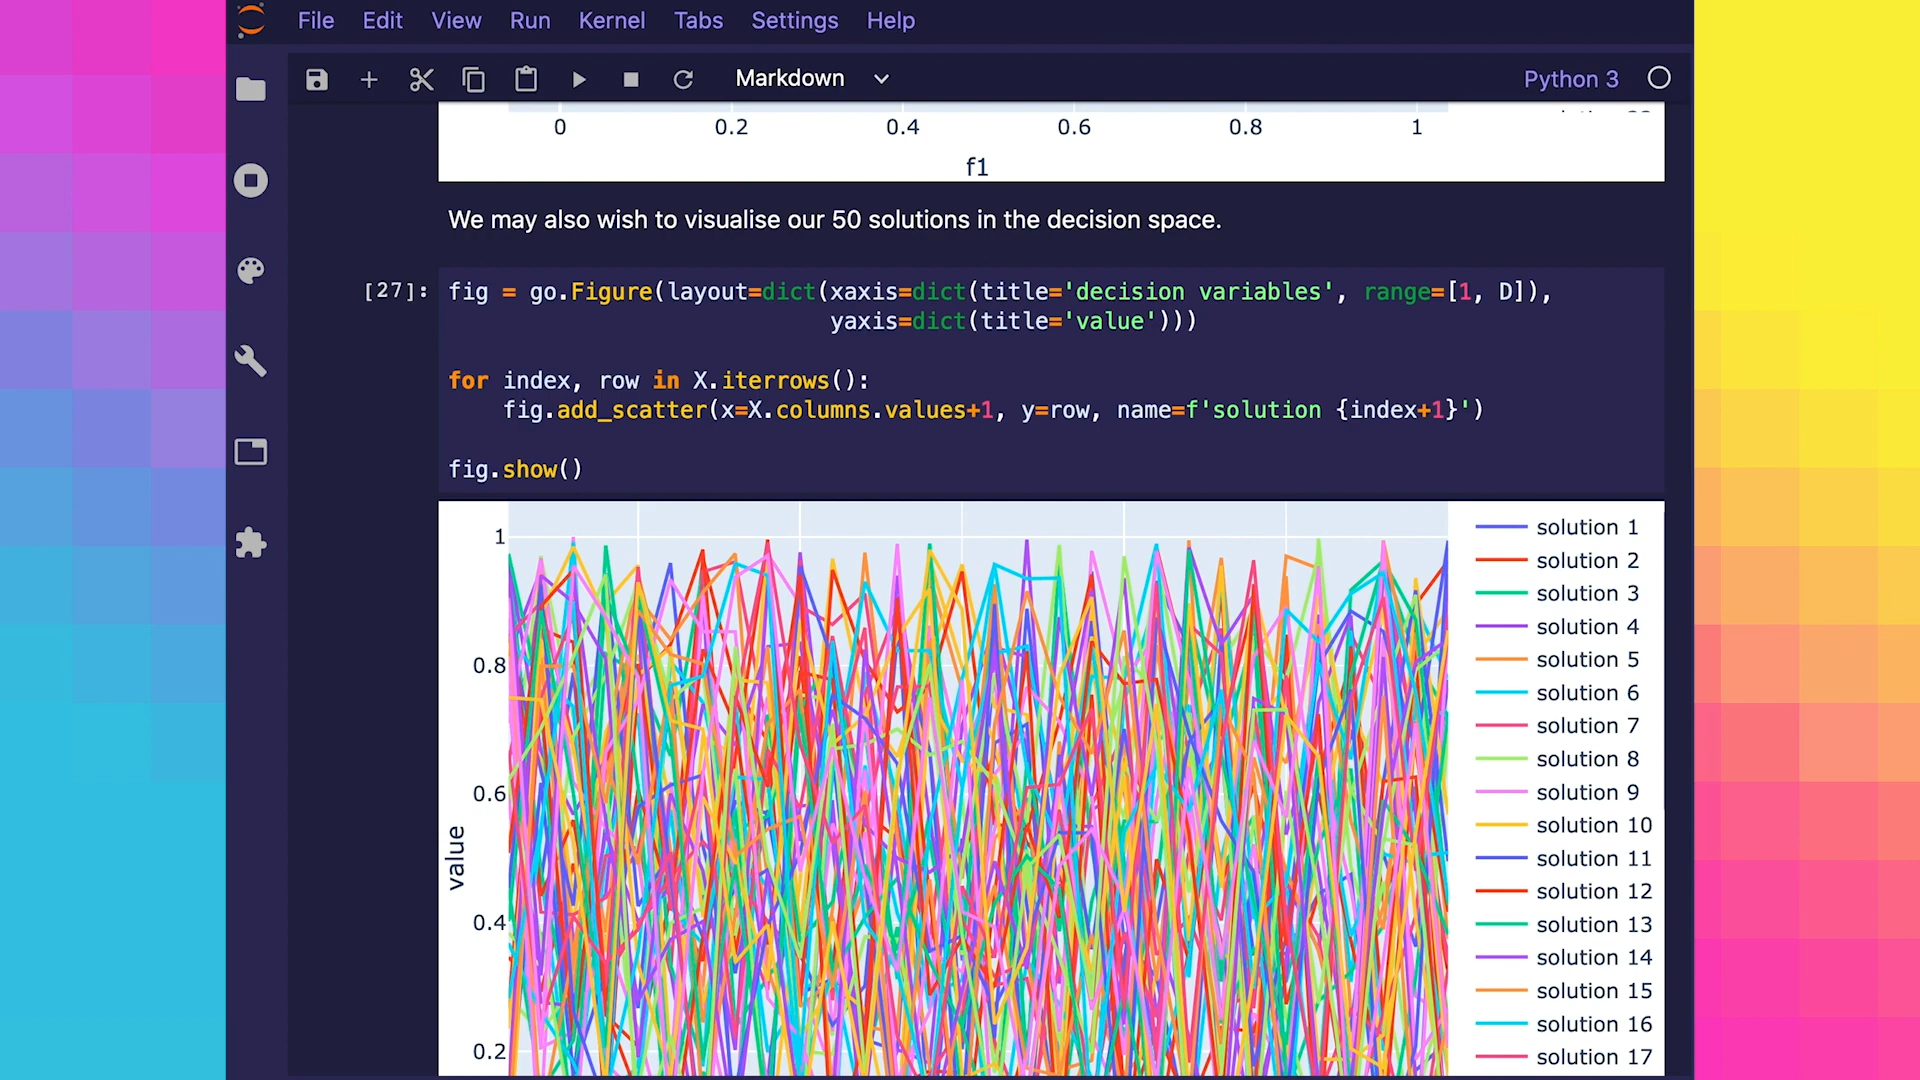 File Edit View Run Kernel Tabs Settings Help
Markdown
Python 3
0 0.2 0.4 0.6 0.8 1
f1
We may also wish to visualise our 50 solutions in the decision space.
[27]: fig = go.Figure(layout=dict(xaxis=dict(title='decision variables', range=[1, D]),
yaxis=dict(title='value')))
for index, row in X.iterrows():
fig.add_scatter(x=X.columns.values+1, y=row, name=f'solution {index+1}')
fig.show()
1
0.8
0.6
0.4
0.2
value
solution 1
solution 2
solution 3
solution 4
solution 5
solution 6
solution 7
solution 8
solution 9
solution 10
solution 11
solution 12
solution 13
solution 14
solution 15
solution 16
solution 17